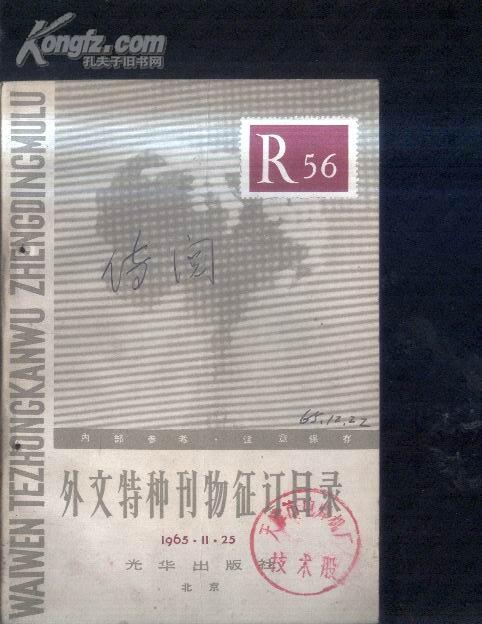 Kongfz.com
孔夫子旧书网
WAIWEN TEZHONGKANWU ZHENGDINGMULU
R 56
传阅
65.12.22
内部参考·注意保存
外文特种刊物征订目录
1965·11·25
光华出版社
北京
技术股